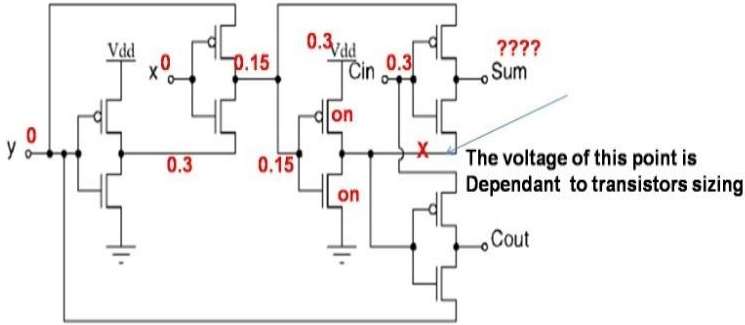 Vdd
x 0
0.15
0.3
Vdd
Cin 0.3
????
Sum
on
y 0
0.3
0.15
on
X
The voltage of this point is
Dependant to transistors sizing
Cout